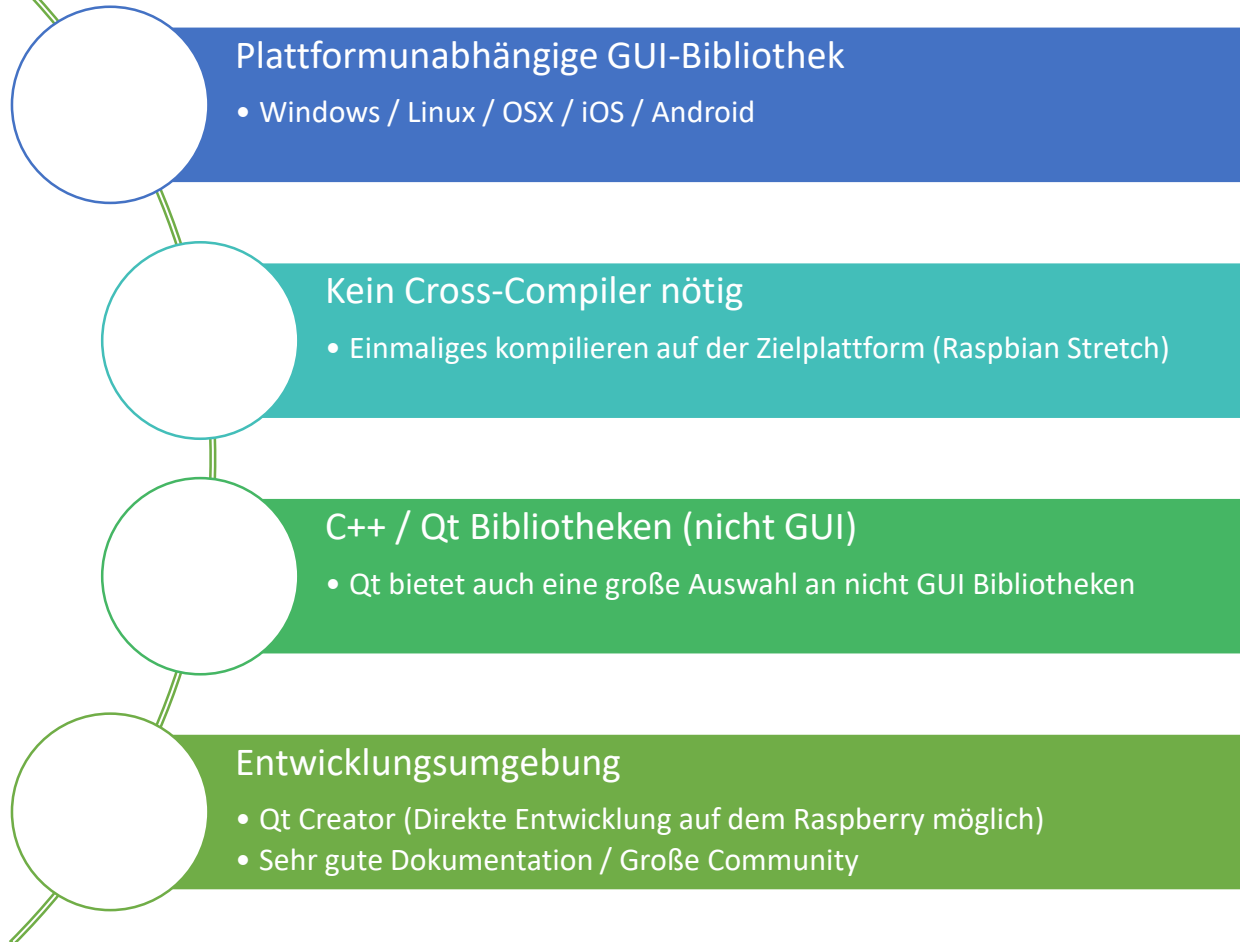 Plattformunabhängige GUI-Bibliothek
• Windows / Linux / OSX / iOS / Android
Kein Cross-Compiler nötig
• Einmaliges kompilieren auf der Zielplattform (Raspbian Stretch)
C++ / Qt Bibliotheken (nicht GUI)
• Qt bietet auch eine große Auswahl an nicht GUI Bibliotheken
Entwicklungsumgebung
• Qt Creator (Direkte Entwicklung auf dem Raspberry möglich)
• Sehr gute Dokumentation / Große Community